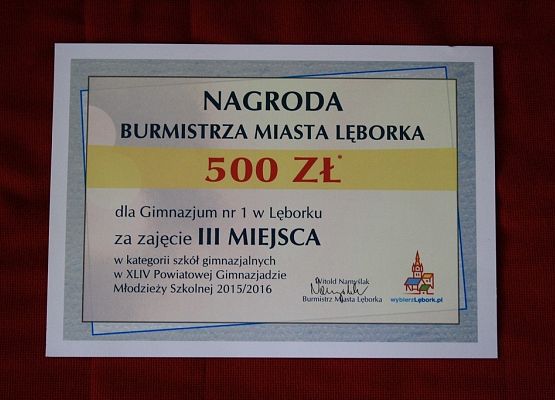 NAGRODA
BURMISTRZA MIASTA LĘBORKA
500 ZŁ*
dla Gimnazjum nr 1 w Lęborku
za zajęcie III MIEJSCA
w kategorii szkół gimnazjalnych
w XLIV Powiatowej Gimnazjadzie
Młodzieży Szkolnej 2015/2016
Witold Namyślak
Burmistrz Miasta Lęborka
wybierzLębork.pl